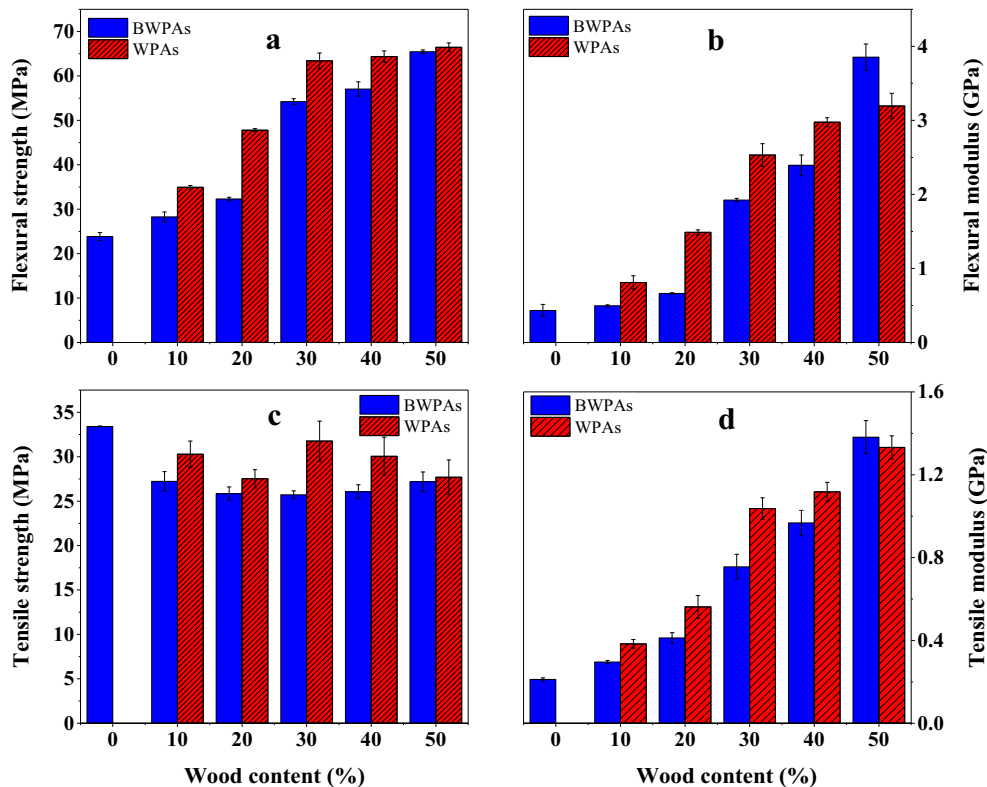 a
BWPAs
WPAs
Flexural strength (MPa)
70
60
50
40
30
20
10
0
0 10 20 30 40 50
b
BWPAs
WPAs
Flexural modulus (GPa)
4
3
2
1
0
0 10 20 30 40 50
c
BWPAs
WPAs
Tensile strength (MPa)
35
30
25
20
15
10
5
0
0 10 20 30 40 50
Wood content (%)
d
BWPAs
WPAs
Tensile modulus (GPa)
1.6
1.2
0.8
0.4
0.0
0 10 20 30 40 50
Wood content (%)